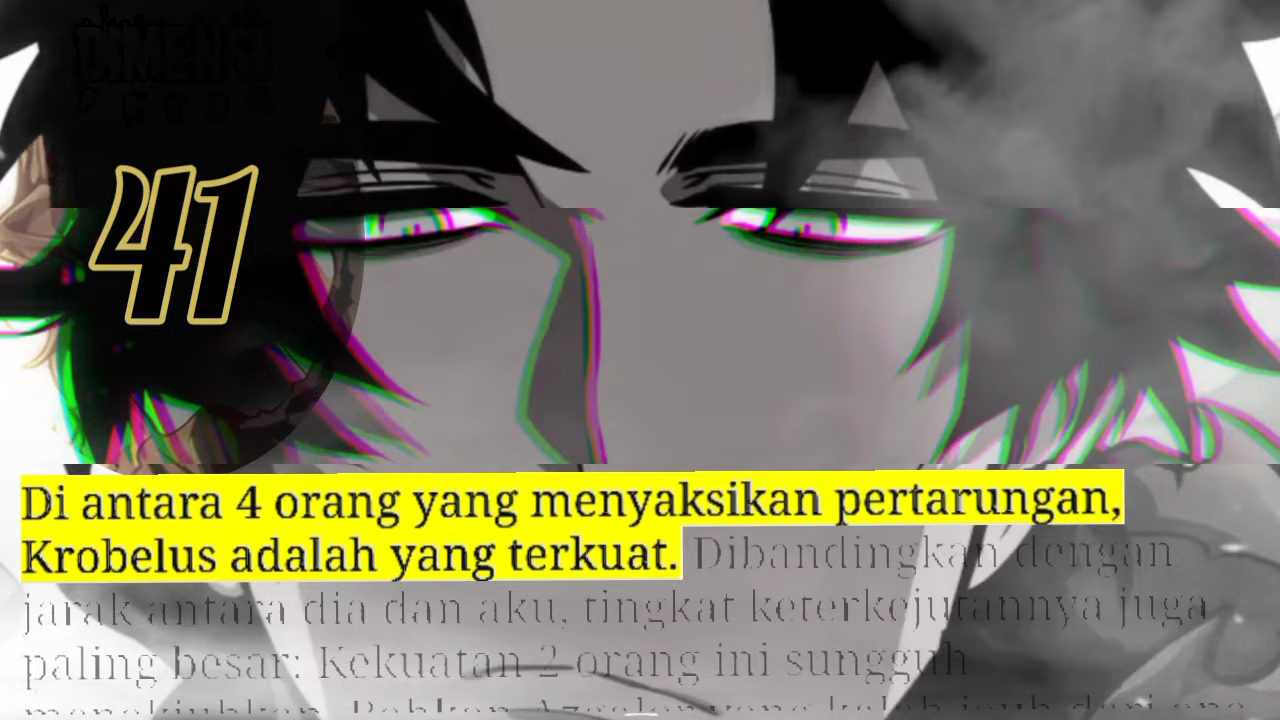 DIMENSI
41
Di antara 4 orang yang menyaksikan pertarungan,
Krobelus adalah yang terkuat. Dibandingkan dengan
jarak antara dia dan aku, tingkat keterkejutannya juga
paling besar. Kekuatan 2 orang ini sungguh